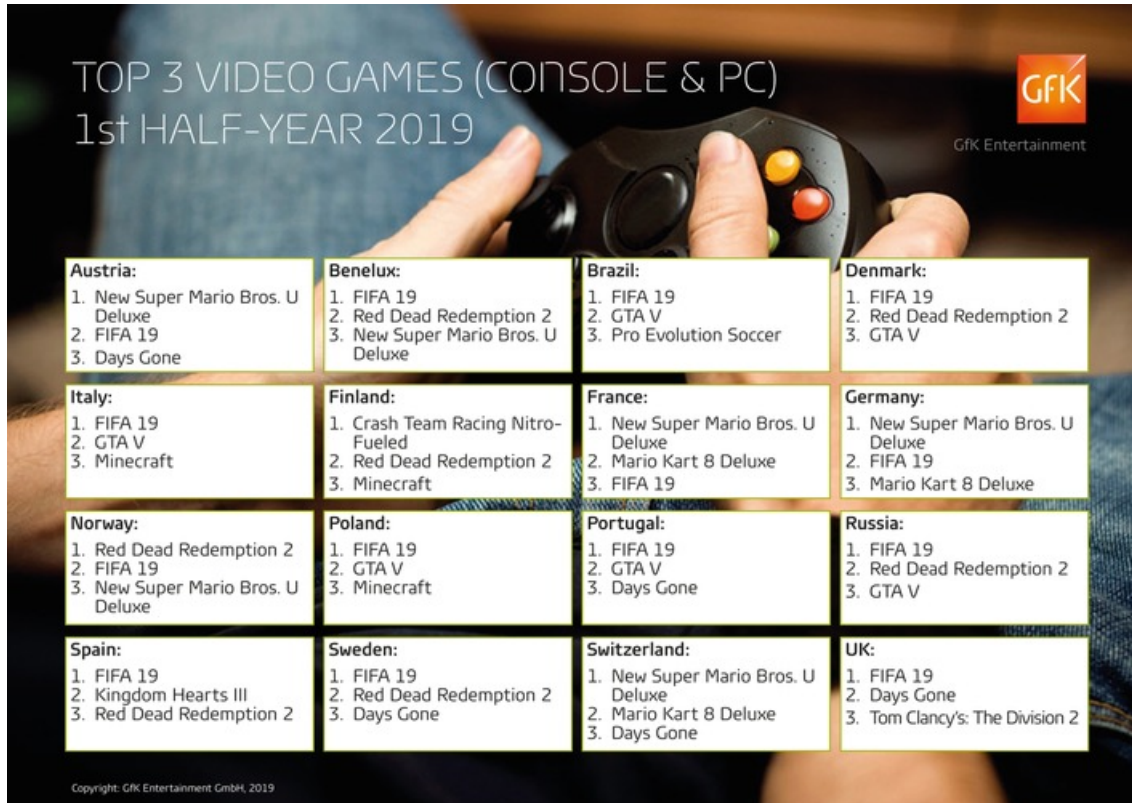 TOP 3 VIDEO GAMES (CONSOLE & PC)
1st HALF-YEAR 2019
GfK
GfK Entertainment
Austria:
1. New Super Mario Bros. U
Deluxe
2. FIFA 19
3. Days Gone
Benelux:
1. FIFA 19
2. Red Dead Redemption 2
3. New Super Mario Bros. U
Deluxe
Brazil:
1. FIFA 19
2. GTA V
3. Pro Evolution Soccer
Denmark:
1. FIFA 19
2. Red Dead Redemption 2
3. GTA V
Italy:
1. FIFA 19
2. GTA V
3. Minecraft
Finland:
1. Crash Team Racing Nitro-
Fueled
2. Red Dead Redemption 2
3. Minecraft
France:
1. New Super Mario Bros. U
Deluxe
2. Mario Kart 8 Deluxe
3. FIFA 19
Germany:
1. New Super Mario Bros. U
Deluxe
2. FIFA 19
3. Mario Kart 8 Deluxe
Norway:
1. Red Dead Redemption 2
2. FIFA 19
3. New Super Mario Bros. U
Deluxe
Poland:
1. FIFA 19
2. GTA V
3. Minecraft
Portugal:
1. FIFA 19
2. GTA V
3. Days Gone
Russia:
1. FIFA 19
2. Red Dead Redemption 2
3. GTA V
Spain:
1. FIFA 19
2. Kingdom Hearts III
3. Red Dead Redemption 2
Sweden:
1. FIFA 19
2. Red Dead Redemption 2
3. Days Gone
Switzerland:
1. New Super Mario Bros. U
Deluxe
2. Mario Kart 8 Deluxe
3. Days Gone
UK:
1. FIFA 19
2. Days Gone
3. Tom Clancy's: The Division 2
Copyright: GfK Entertainment GmbH, 2019